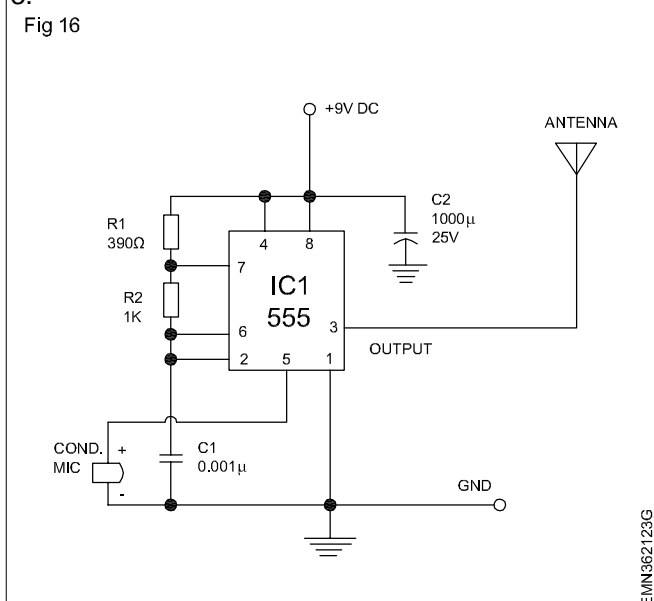 Fig 16
+9V DC
ANTENNA
C2
1000µ
25V
R1
390Ω
4 8
7
IC1
R2
1K
555
6
3
OUTPUT
2 5 1
COND. +
MIC
-
C1
0.001µ
GND
EMN362123G